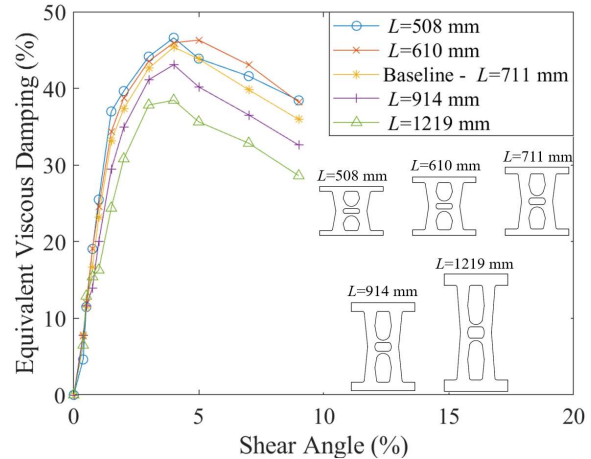 50
40
30
20
10
0
Equivalent Viscous Damping (%)
L=508 mm
L=610 mm
Baseline - L=711 mm
L=914 mm
L=1219 mm
L=508 mm
L=610 mm
L=711 mm
L=914 mm
L=1219 mm
0 5 10 15 20
Shear Angle (%)